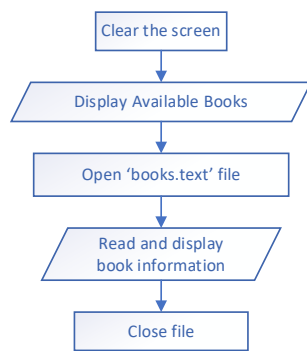 Clear the screen
Display Available Books
Open ‘books.text’ file
Read and display
book information
Close file